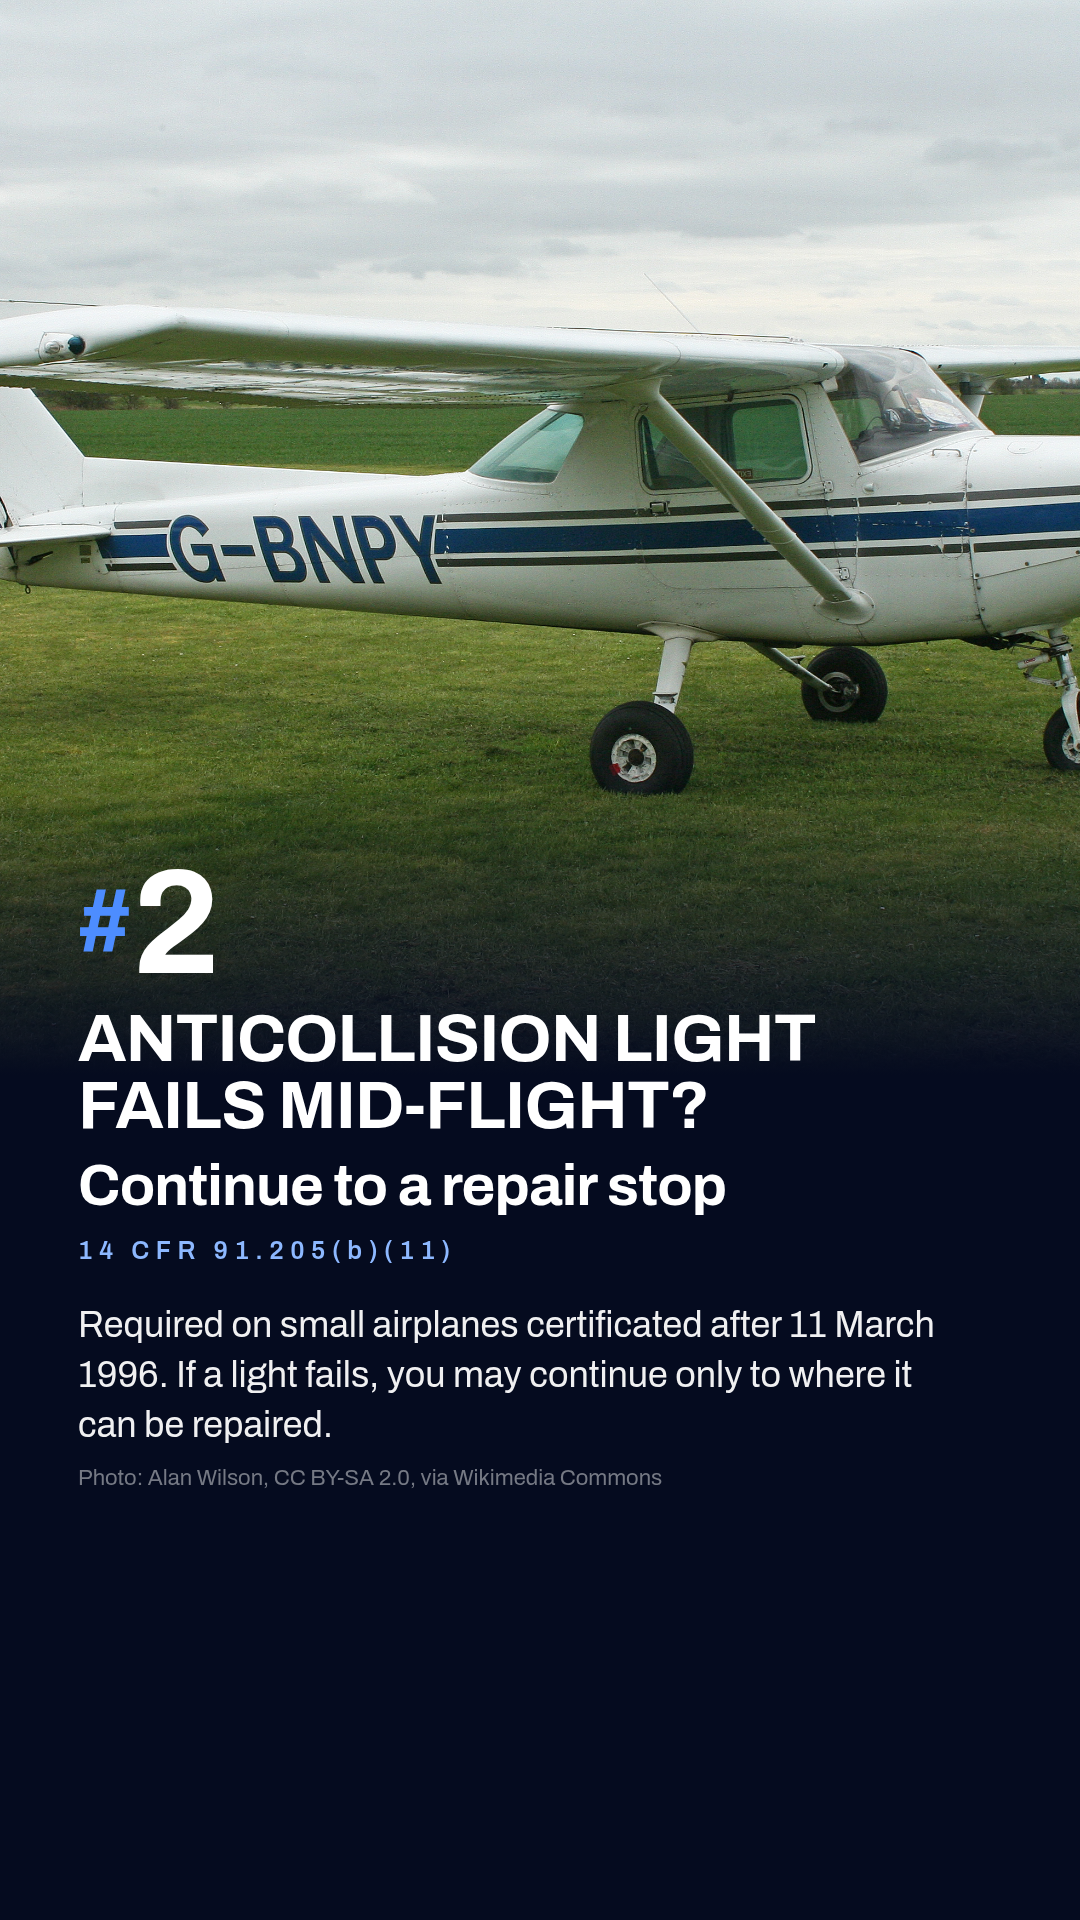 G-BNPY
#2
ANTICOLLISION LIGHT
FAILS MID-FLIGHT?
Continue to a repair stop
14 CFR 91.205(b)(11)
Required on small airplanes certificated after 11 March
1996. If a light fails, you may continue only to where it
can be repaired.
Photo: Alan Wilson, CC BY-SA 2.0, via Wikimedia Commons